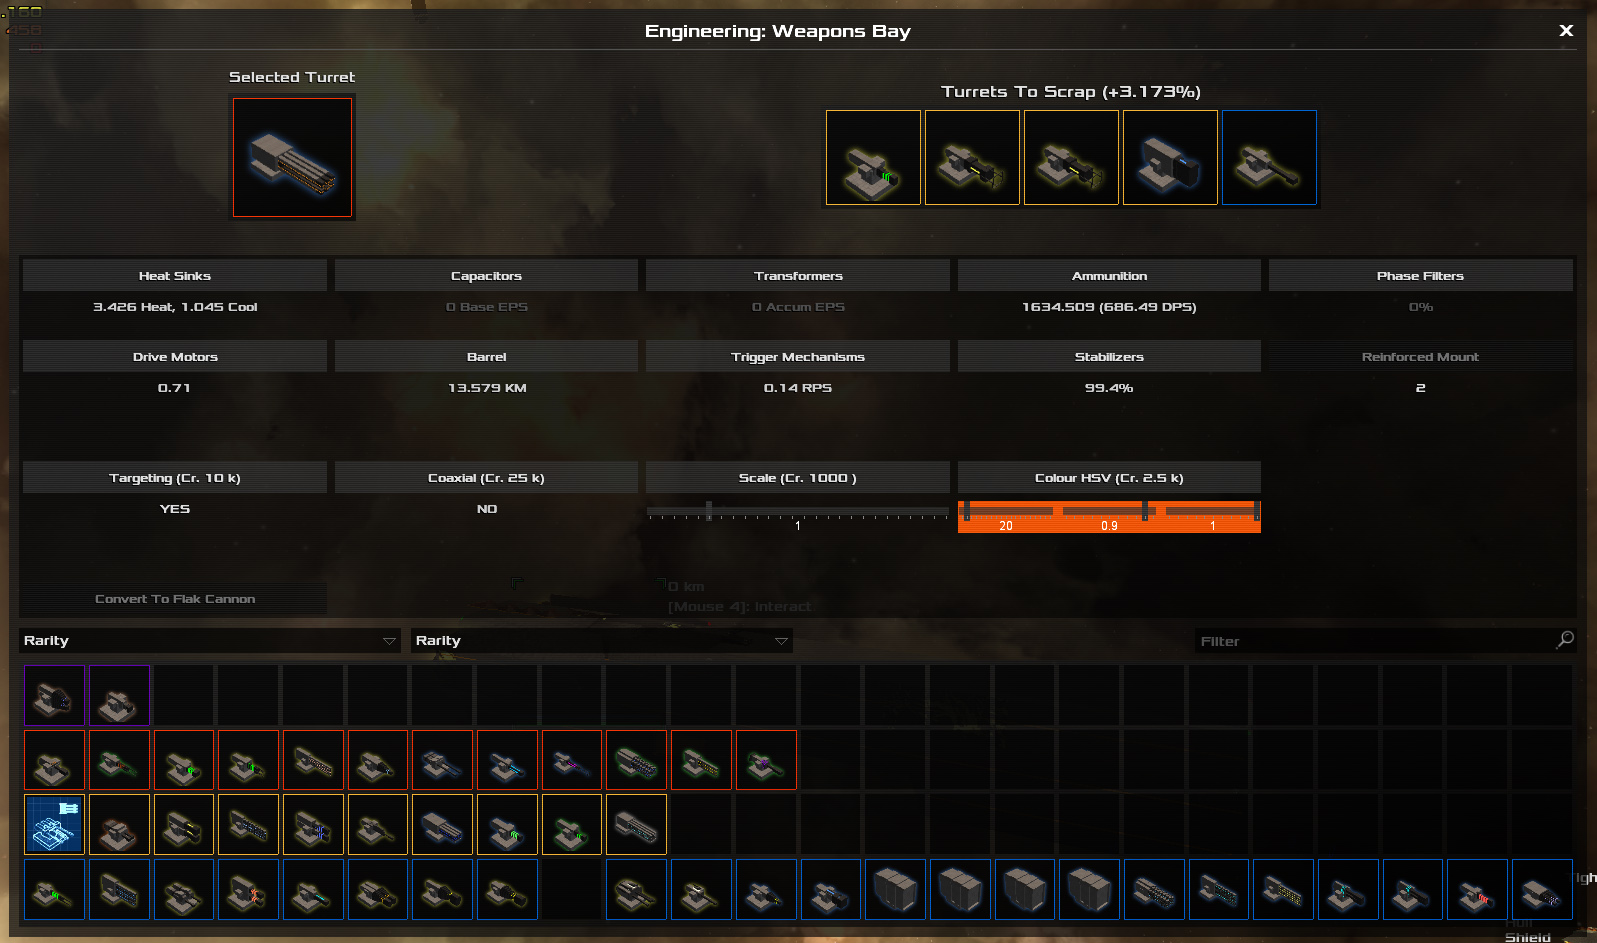 .160
458
0
Engineering: Weapons Bay
X
Selected Turret
Turrets To Scrap (+3.173%)
Heat Sinks
Capacitors
Transformers
Ammunition
Phase Filters
3.426 Heat, 1.045 Cool
0 Base EPS
0 Accum EPS
1634.509 (686.49 DPS)
0%
Drive Motors
Barrel
Trigger Mechanisms
Stabilizers
Reinforced Mount
0.71
13.579 KM
0.14 RPS
99.4%
2
Targeting (Cr. 10 k)
Coaxial (Cr. 25 k)
Scale (Cr. 1000 )
Colour HSV (Cr. 2.5 k)
YES
NO
1
20
0.9
1
0 km
Convert To Flak Cannon
[Mouse 4]: Interact
Rarity
Rarity
Filter
Hull
Shield